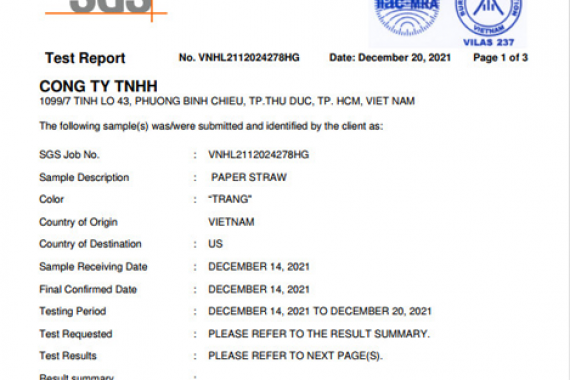 SGS
ilac-MRA
VIETNAM
VILAS 237
Test Report No. VNHL2112024278HG Date: December 20, 2021 Page 1 of 3
CONG TY TNHH
1099/7 TINH LO 43, PHUONG BINH CHIEU, TP.THU DUC, TP. HCM, VIET NAM
The following sample(s) was/were submitted and identified by the client as:
SGS Job No. : VNHL2112024278HG
Sample Description : PAPER STRAW
Color : “TRANG”
Country of Origin : VIETNAM
Country of Destination : US
Sample Receiving Date : DECEMBER 14, 2021
Final Confirmed Date : DECEMBER 14, 2021
Testing Period : DECEMBER 14, 2021 TO DECEMBER 20, 2021
Test Requested : PLEASE REFER TO THE RESULT SUMMARY.
Test Results : PLEASE REFER TO NEXT PAGE(S).
Result summary :